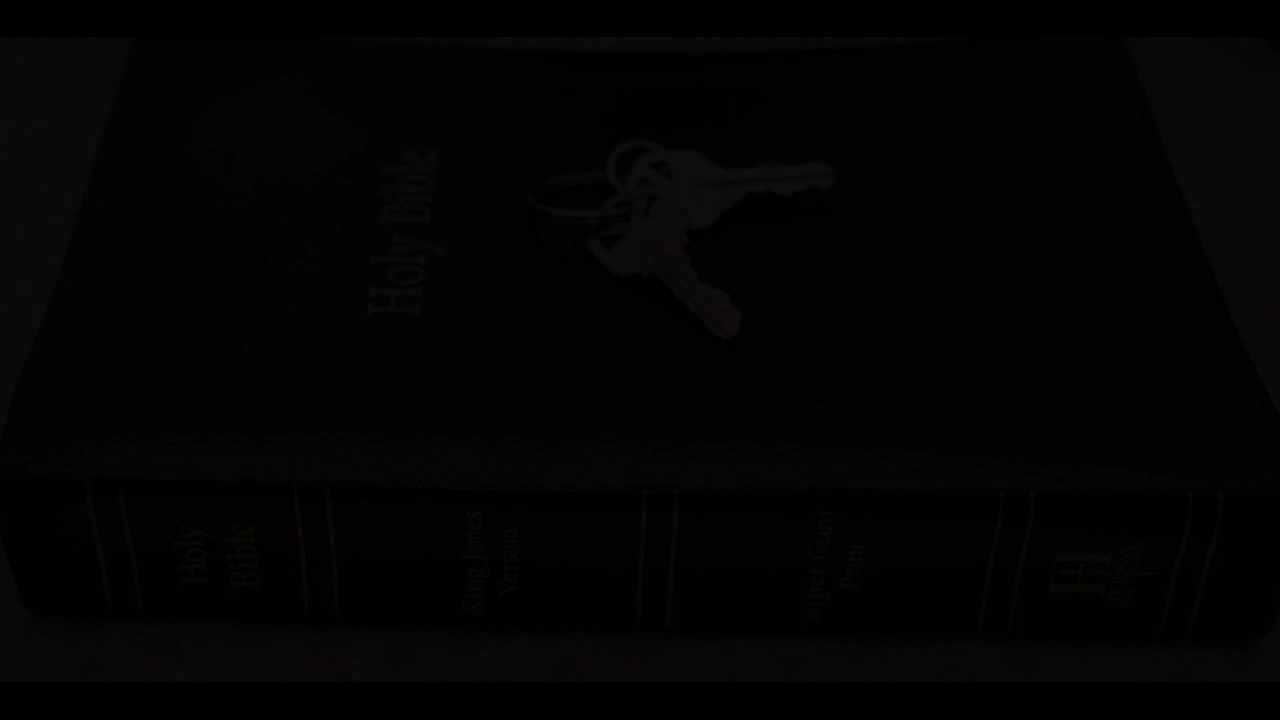 Holy Bible
Holy
Bible
King James
Version
Super Giant
Print
H